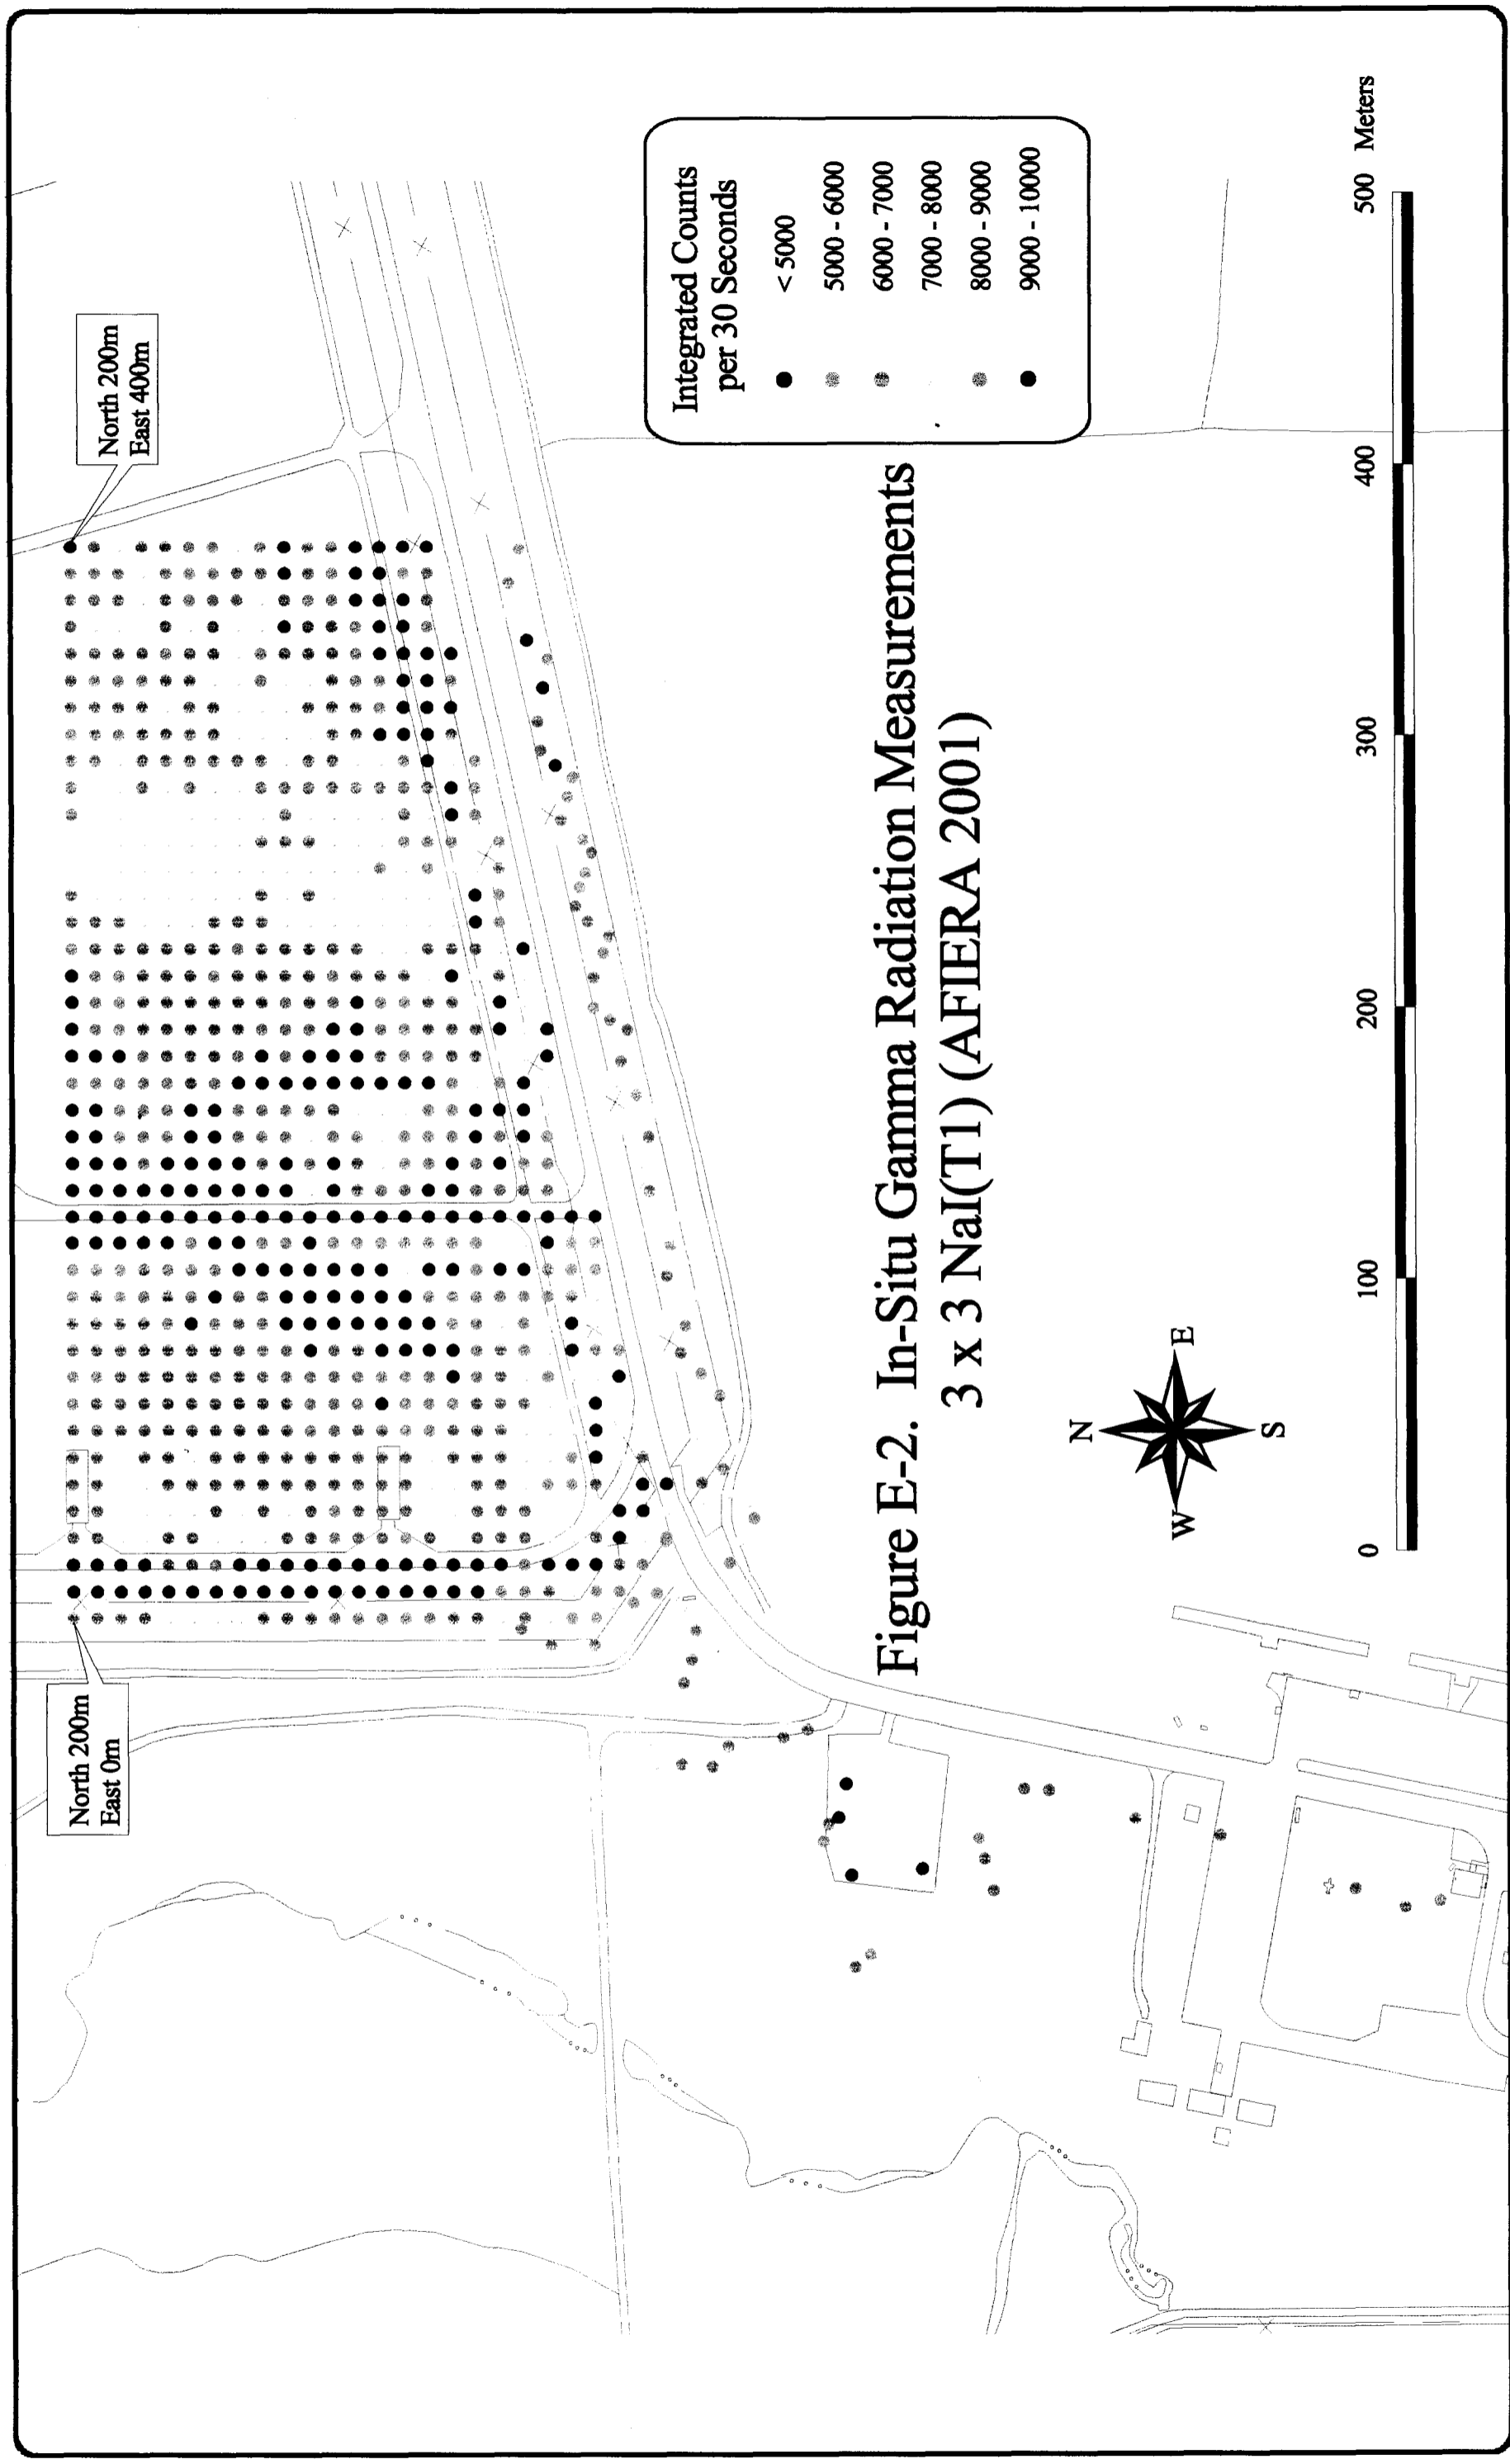 North 200m
East 0m
North 200m
East 400m
Integrated Counts
per 30 Seconds
< 5000
5000 - 6000
6000 - 7000
7000 - 8000
8000 - 9000
9000 - 10000
Figure E-2. In-Situ Gamma Radiation Measurements
3 x 3 NaI(T1) (AFIERA 2001)
N
W
E
S
0
100
200
300
400
500 Meters